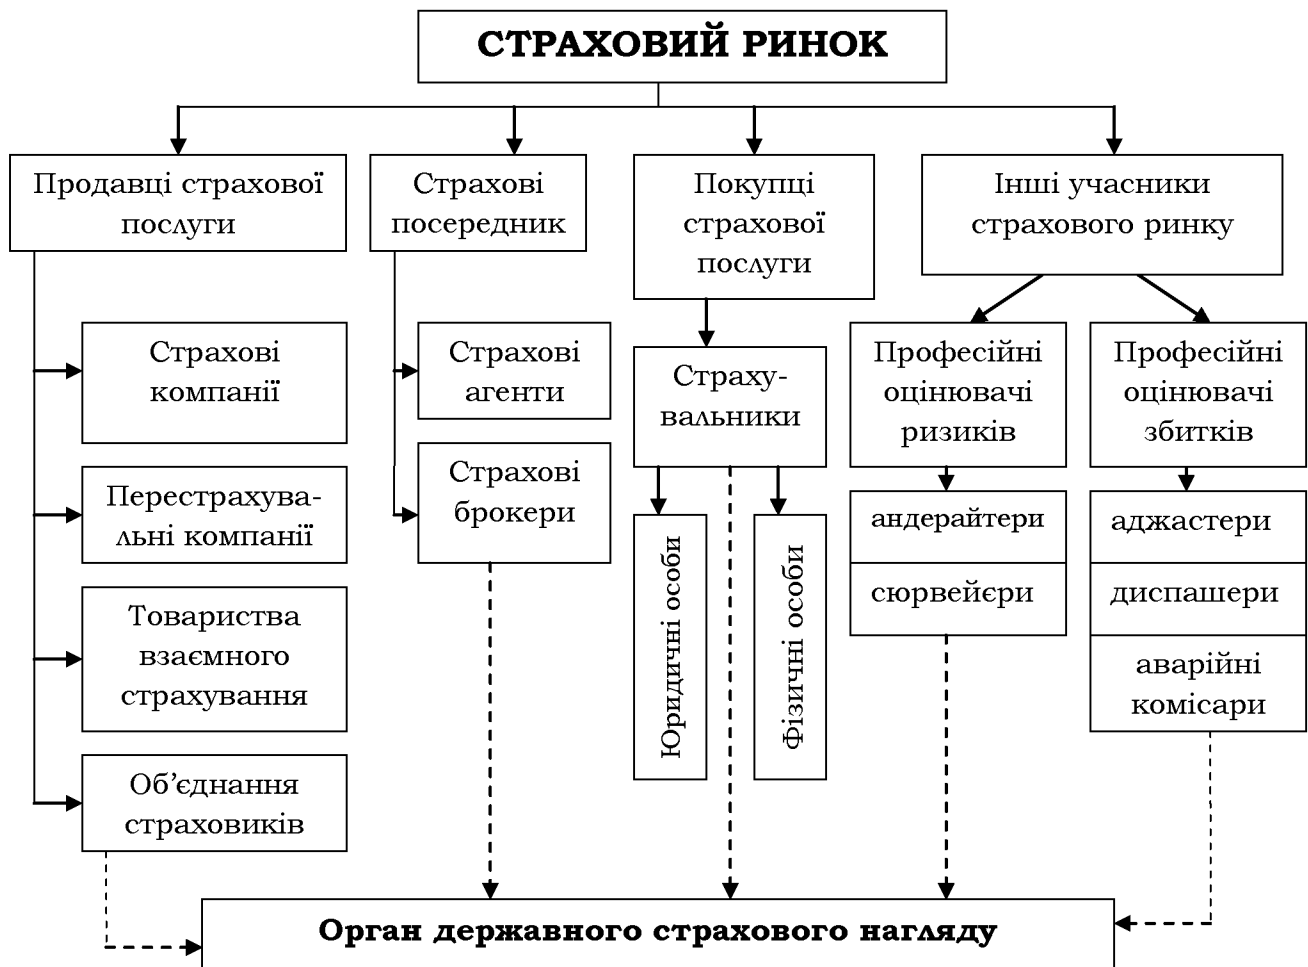 СТРАХОВИЙ РИНОК
Продавці страхової
послуги
Страхові
посередник
Покупці
страхової
послуги
Інші учасники
страхового ринку
Страхові
компанії
Перестрахува-
льні компанії
Товариства
взаємного
страхування
Об’єднання
страховиків
Страхові
агенти
Страхові
брокери
Страху-
вальники
Юридичні особи
Фізичні особи
Професійні
оцінювачі
ризиків
андерайтери
сюрвейєри
Професійні
оцінювачі
збитків
аджастери
диспашери
аварійні
комісари
Орган державного страхового нагляду